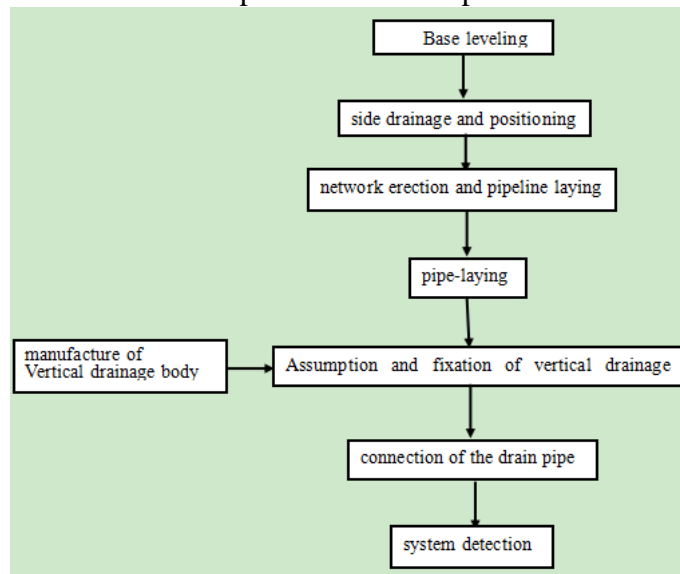 Base leveling
side drainage and positioning
network erection and pipeline laying
pipe-laying
manufacture of
Vertical drainage body
Assumption and fixation of vertical drainage
connection of the drain pipe
system detection